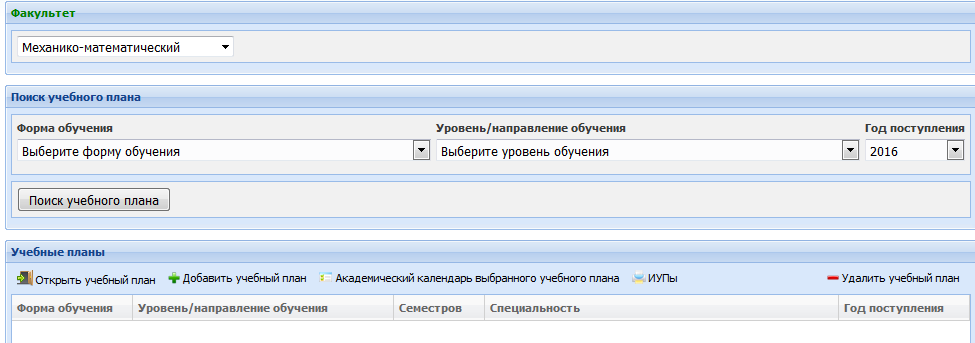 Факультет
Механико-математический
Поиск учебного плана
Форма обучения Уровень/направление обучения Год поступления
Выберите форму обучения Выберите уровень обучения 2016
Поиск учебного плана
Учебные планы
Открыть учебный план Добавить учебный план Академический календарь выбранного учебного плана ИУПы Удалить учебный план
Форма обучения Уровень/направление обучения Семестров Специальность Год поступления